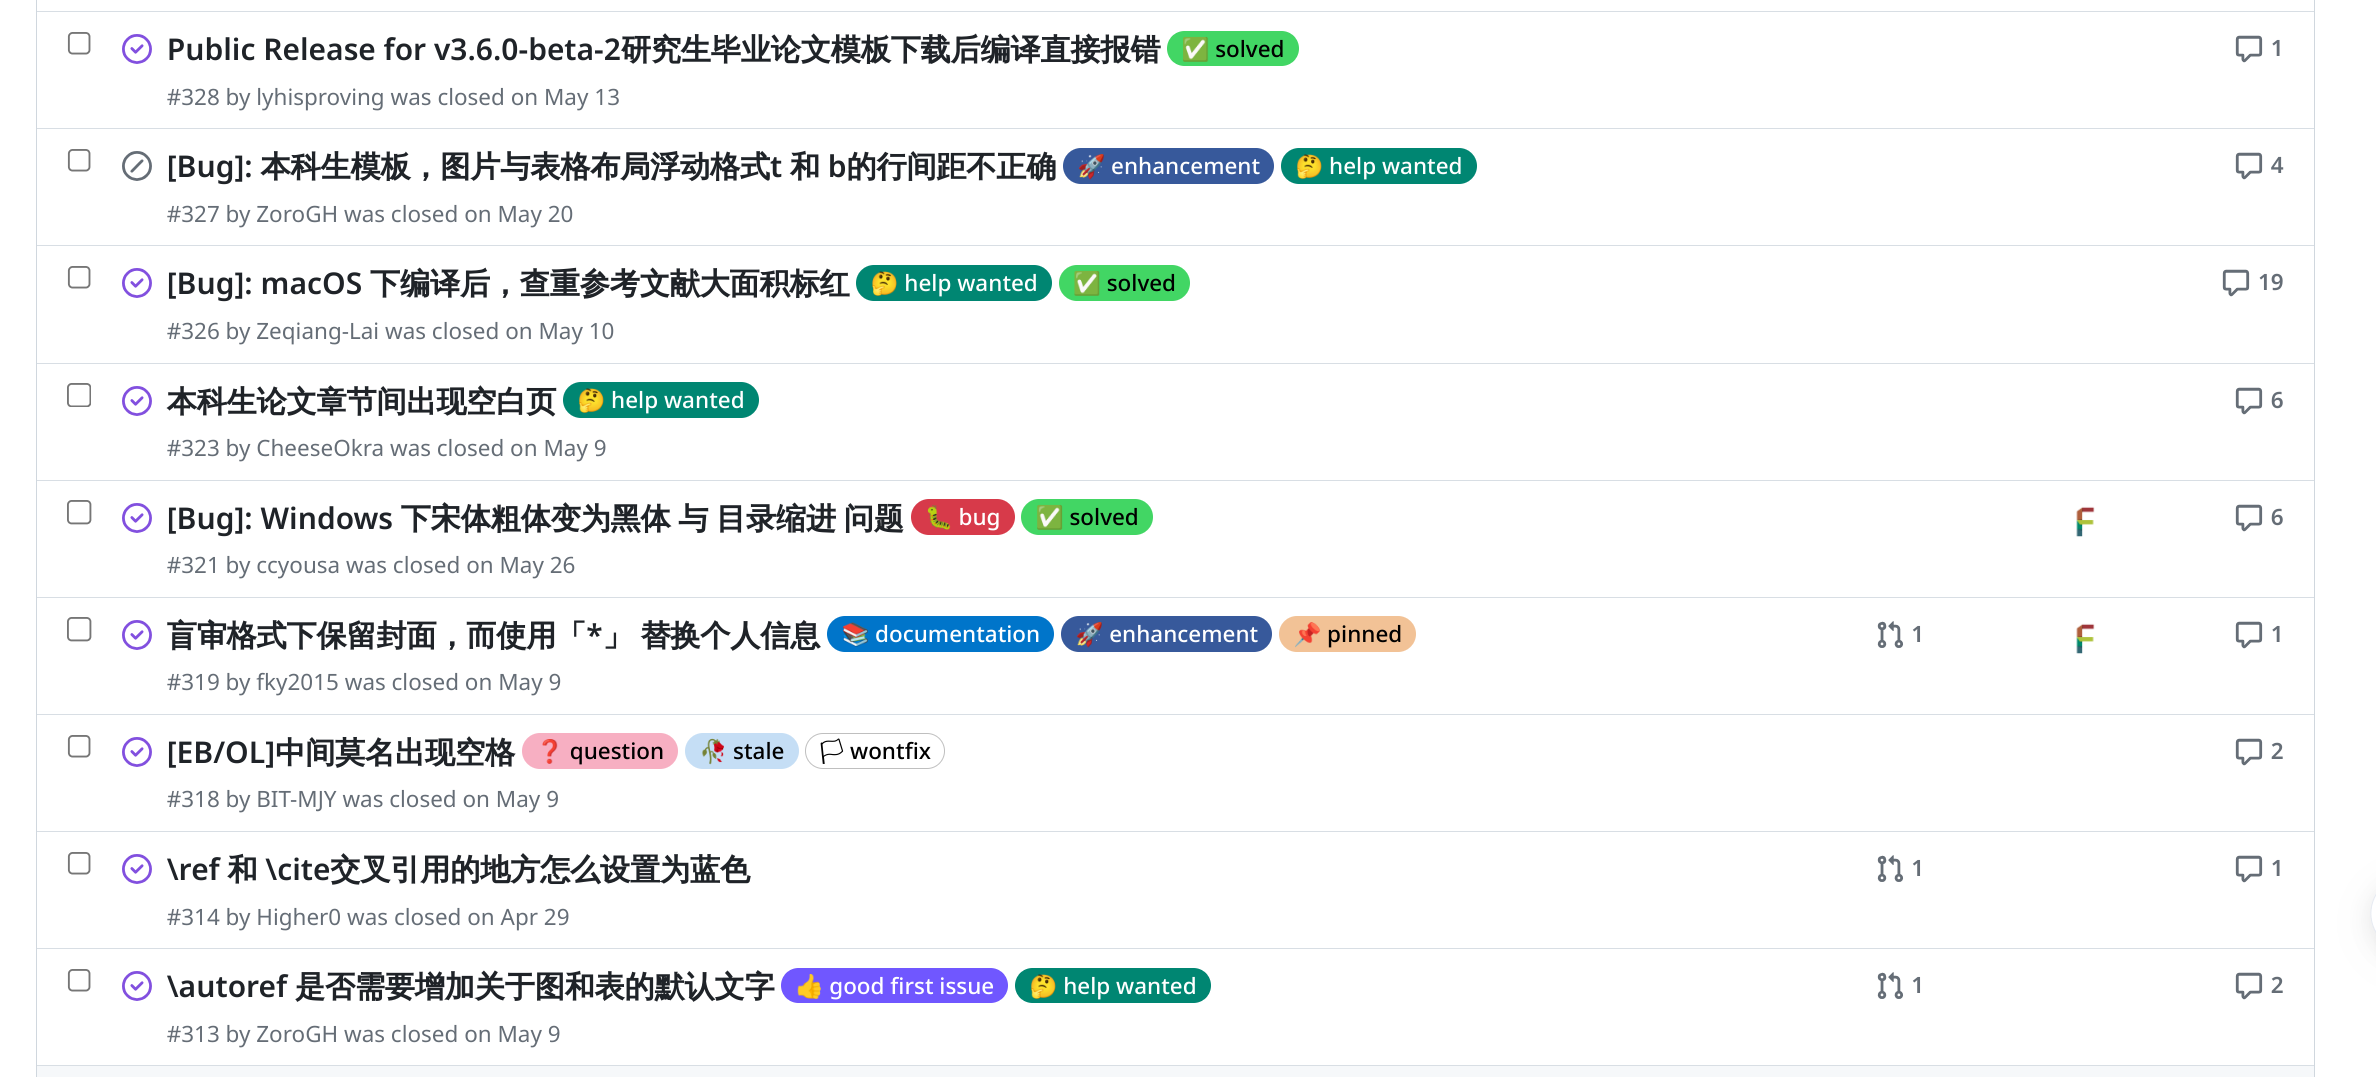 Public Release for v3.6.0-beta-2研究生毕业论文模板下载后编译直接报错 ✅ solved 1
#328 by lyhisproving was closed on May 13
[Bug]: 本科生模板，图片与表格布局浮动格式t 和 b的行间距不正确 🚀 enhancement 🤔 help wanted 4
#327 by ZoroGH was closed on May 20
[Bug]: macOS 下编译后，查重参考文献大面积标红 🤔 help wanted ✅ solved 19
#326 by Zeqiang-Lai was closed on May 10
本科生论文章节间出现空白页 🤔 help wanted 6
#323 by CheeseOkra was closed on May 9
[Bug]: Windows 下宋体粗体变为黑体 与 目录缩进 问题 🐛 bug ✅ solved F 6
#321 by ccyousa was closed on May 26
盲审格式下保留封面，而使用「*」 替换个人信息 📚 documentation 🚀 enhancement 📌 pinned 1 F 1
#319 by fky2015 was closed on May 9
[EB/OL]中间莫名出现空格 ❓ question 🥀 stale 🏳 wontfix 2
#318 by BIT-MJY was closed on May 9
\ref 和 \cite交叉引用的地方怎么设置为蓝色 1 1
#314 by Higher0 was closed on Apr 29
\autoref 是否需要增加关于图和表的默认文字 👍 good first issue 🤔 help wanted 1 2
#313 by ZoroGH was closed on May 9